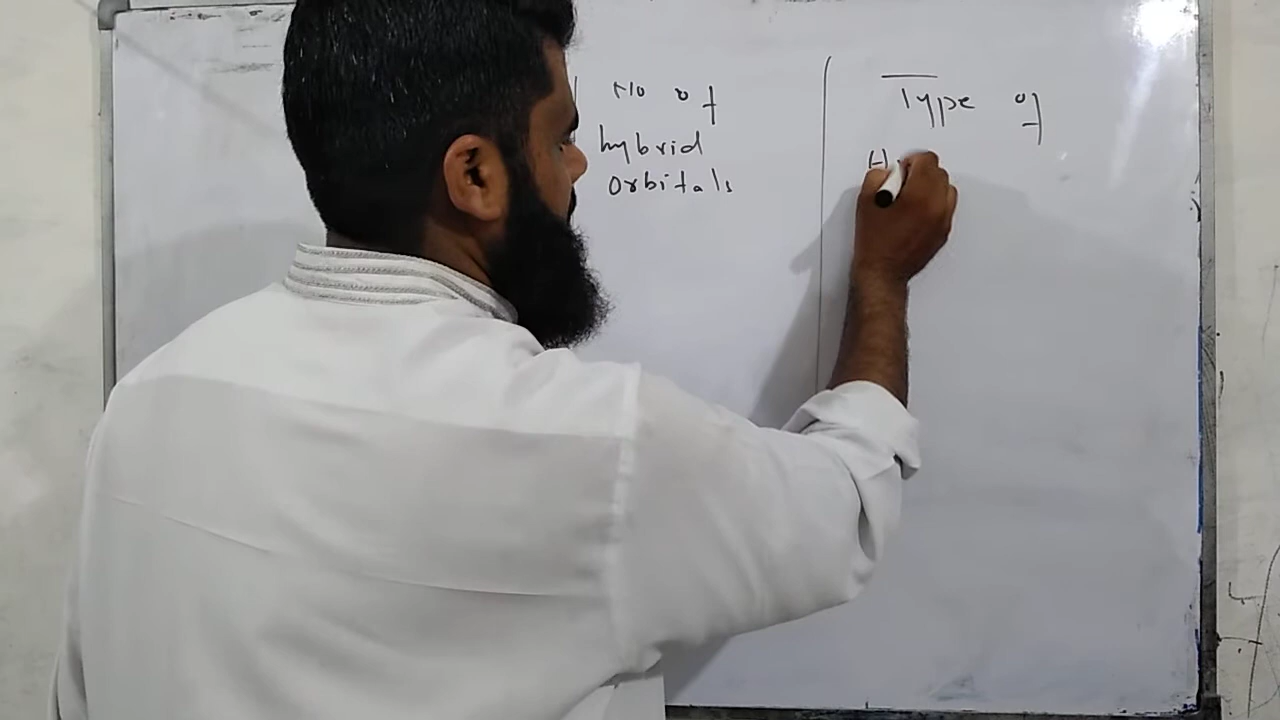 No of
hybrid
orbitals
Type of
H